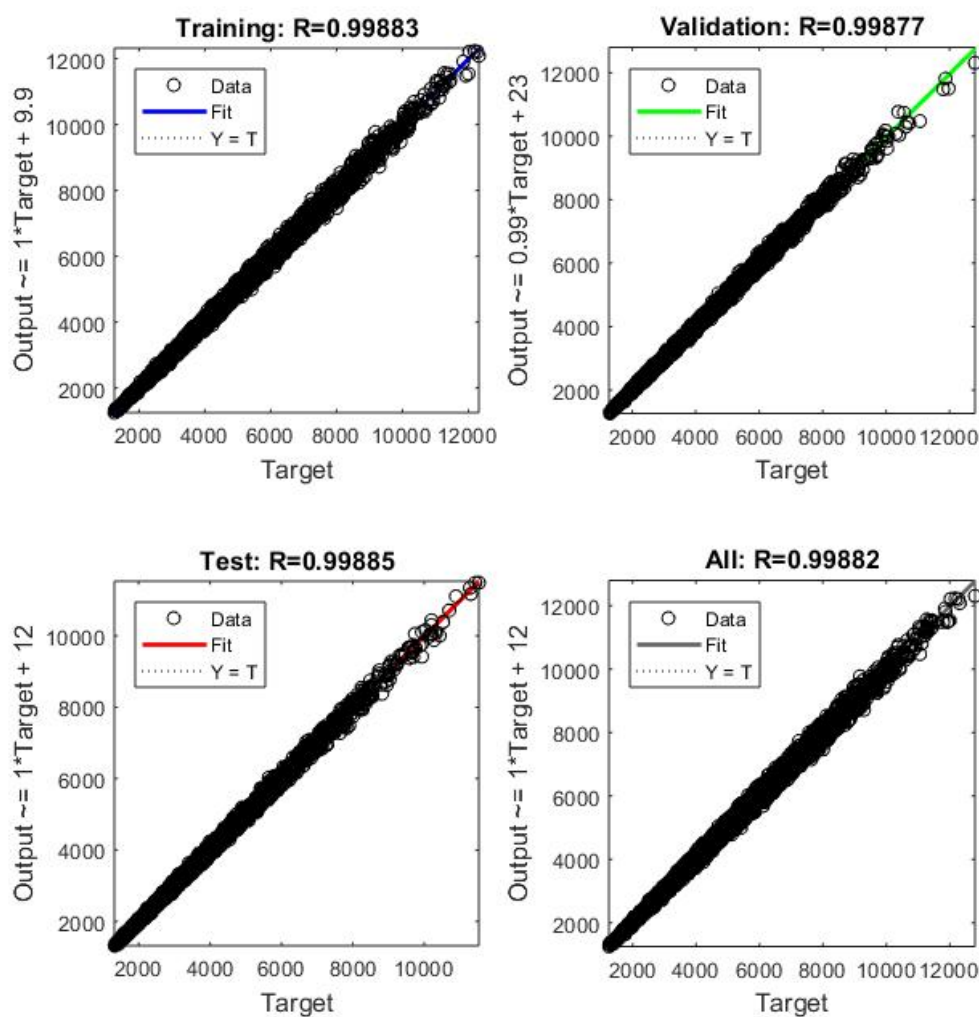 Training: R=0.99883
Output ~= 1*Target + 9.9
12000
10000
8000
6000
4000
2000
Data
Fit
Y = T
2000 4000 6000 8000 10000 12000
Target
Validation: R=0.99877
Output ~= 0.99*Target + 23
12000
10000
8000
6000
4000
2000
Data
Fit
Y = T
2000 4000 6000 8000 10000 12000
Target
Test: R=0.99885
Output ~= 1*Target + 12
10000
8000
6000
4000
2000
Data
Fit
Y = T
2000 4000 6000 8000 10000
Target
All: R=0.99882
Output ~= 1*Target + 12
12000
10000
8000
6000
4000
2000
Data
Fit
Y = T
2000 4000 6000 8000 10000 12000
Target